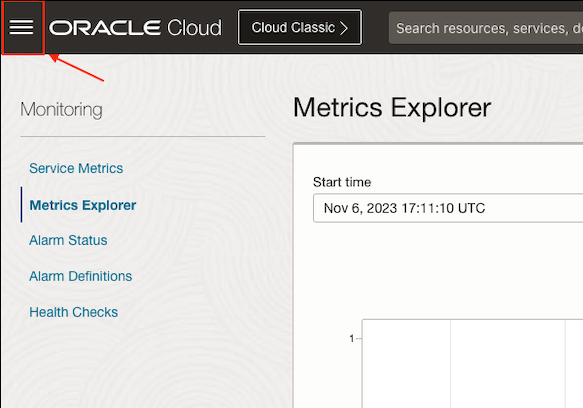 ORACLE Cloud
Cloud Classic
Search resources, services, do
Monitoring
Service Metrics
Metrics Explorer
Alarm Status
Alarm Definitions
Health Checks
Metrics Explorer
Start time
Nov 6, 2023 17:11:10 UTC
1